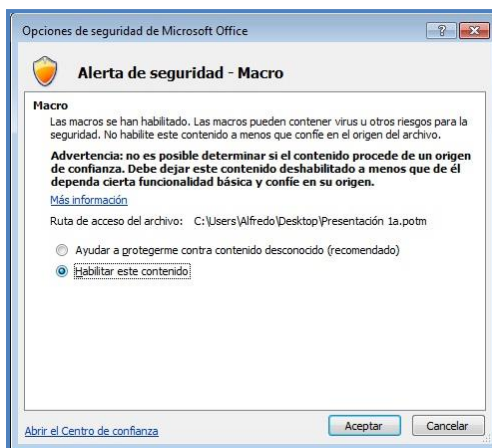 Opciones de seguridad de Microsoft Office
Alerta de seguridad - Macro
Macro
Las macros se han habilitado. Las macros pueden contener virus u otros riesgos para la
seguridad. No habilite este contenido a menos que confíe en el origen del archivo.
Advertencia: no es posible determinar si el contenido procede de un origen
de confianza. Debe dejar este contenido deshabilitado a menos que de él
dependa cierta funcionalidad básica y confíe en su origen.
Más información
Ruta de acceso del archivo: C:\Users\Alfredo\Desktop\Presentación 1a.potm
Ayudar a protegerme contra contenido desconocido (recomendado)
Habilitar este contenido
Abrir el Centro de confianza
Aceptar
Cancelar